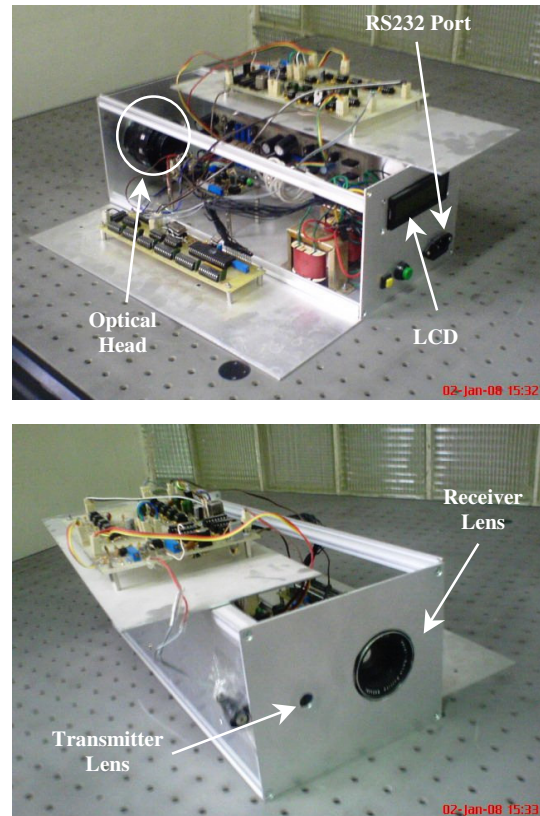 RS232 Port
Optical
Head
LCD
02-jan-08 15:32
Receiver
Lens
Transmitter
Lens
02-jan-08 15:33